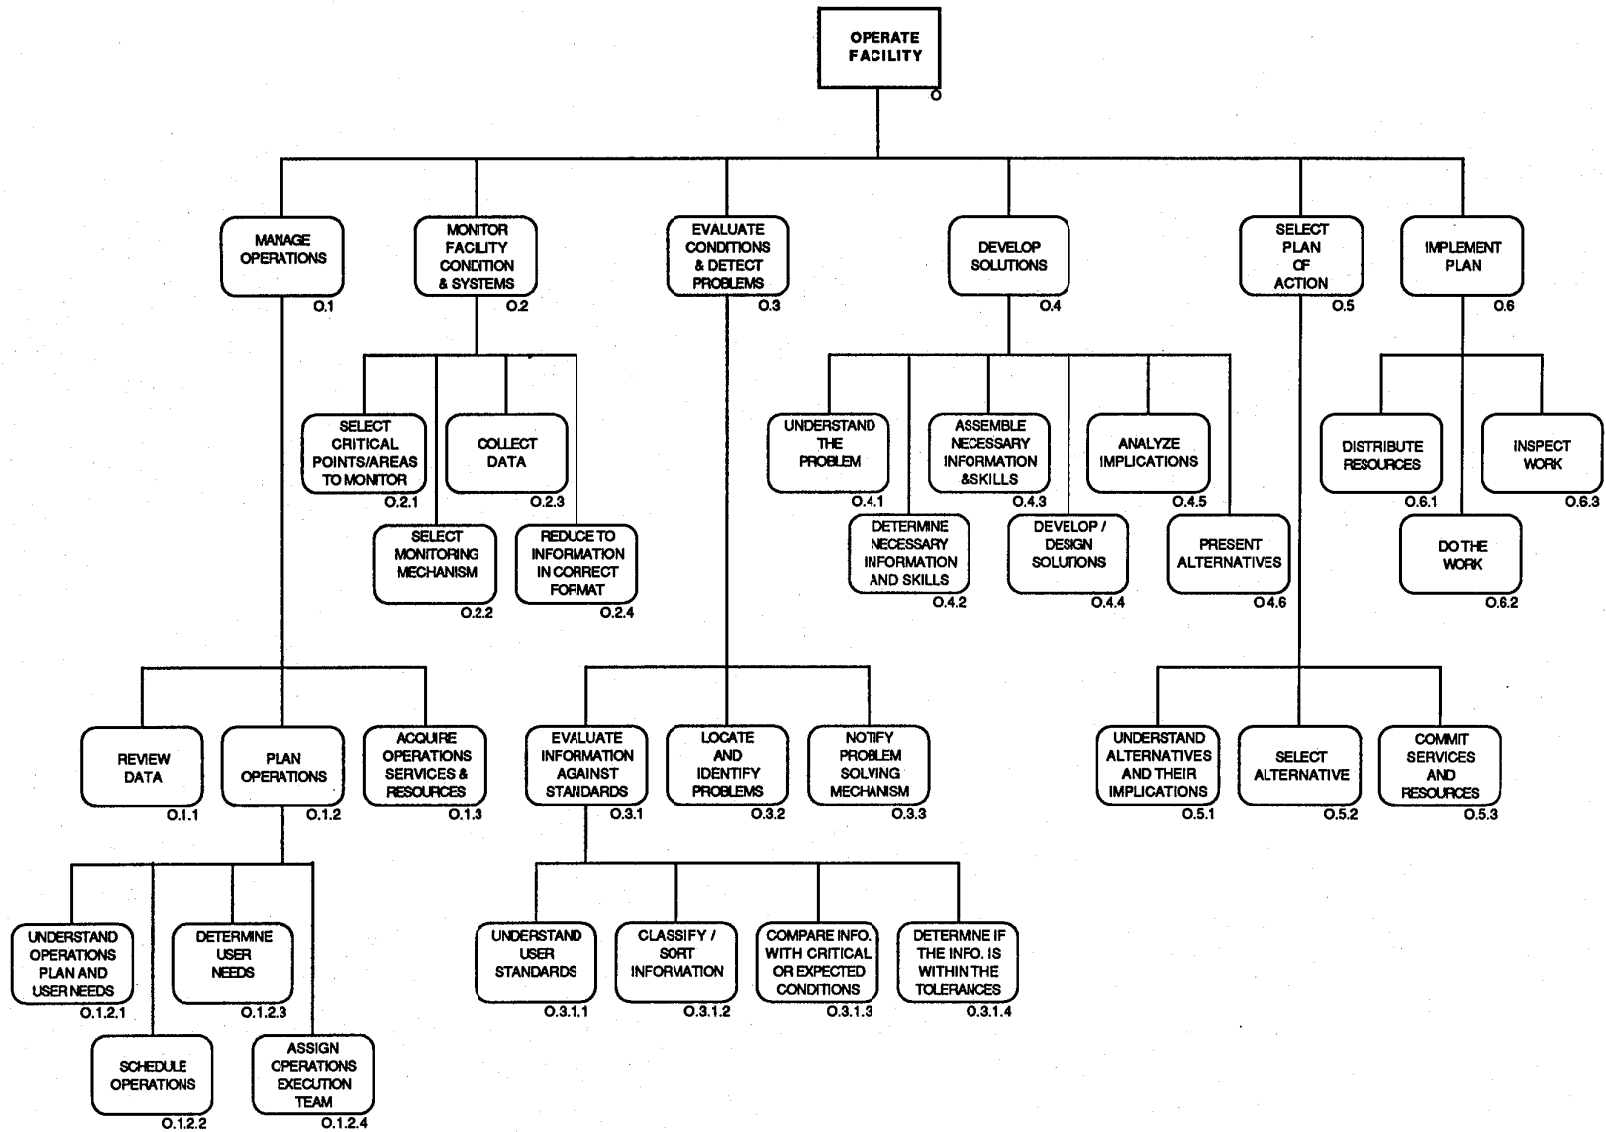 OPERATE
FACILITY
O
MANAGE
OPERATIONS
O.1
MONITOR
FACILITY
CONDITION
& SYSTEMS
O.2
EVALUATE
CONDITIONS
& DETECT
PROBLEMS
O.3
DEVELOP
SOLUTIONS
O.4
SELECT
PLAN
OF
ACTION
O.5
IMPLEMENT
PLAN
O.6
SELECT
CRITICAL
POINTS/AREAS
TO MONITOR
O.2.1
COLLECT
DATA
O.2.3
UNDERSTAND
THE
PROBLEM
O.4.1
ASSEMBLE
NECESSARY
INFORMATION
&SKILLS
O.4.3
ANALYZE
IMPLICATIONS
O.4.5
DISTRIBUTE
RESOURCES
O.6.1
INSPECT
WORK
O.6.3
SELECT
MONITORING
MECHANISM
O.2.2
REDUCE TO
INFORMATION
IN CORRECT
FORMAT
O.2.4
DETERMINE
NECESSARY
INFORMATION
AND SKILLS
O.4.2
DEVELOP /
DESIGN
SOLUTIONS
O.4.4
PRESENT
ALTERNATIVES
O4.6
DO THE
WORK
O.6.2
REVIEW
DATA
O.1.1
PLAN
OPERATIONS
O.1.2
ACQUIRE
OPERATIONS
SERVICES &
RESOURCES
O.1.3
EVALUATE
INFORMATION
AGAINST
STANDARDS
O.3.1
LOCATE
AND
IDENTIFY
PROBLEMS
O.3.2
NOTIFY
PROBLEM
SOLVING
MECHANISM
O.3.3
UNDERSTAND
ALTERNATIVES
AND THEIR
IMPLICATIONS
O.5.1
SELECT
ALTERNATIVE
O.5.2
COMMIT
SERVICES
AND
RESOURCES
O.5.3
UNDERSTAND
OPERATIONS
PLAN AND
USER NEEDS
O.1.2.1
DETERMINE
USER
NEEDS
O.1.2.3
UNDERSTAND
USER
STANDARDS
O.3.1.1
CLASSIFY /
SORT
INFORMATION
O.3.1.2
COMPARE INFO.
WITH CRITICAL
OR EXPECTED
CONDITIONS
O.3.1.3
DETERMNE IF
THE INFO. IS
WITHIN THE
TOLERANCES
0.3.1.4
SCHEDULE
OPERATIONS
O.1.2.2
ASSIGN
OPERATIONS
EXECUTION
TEAM
O.1.2.4